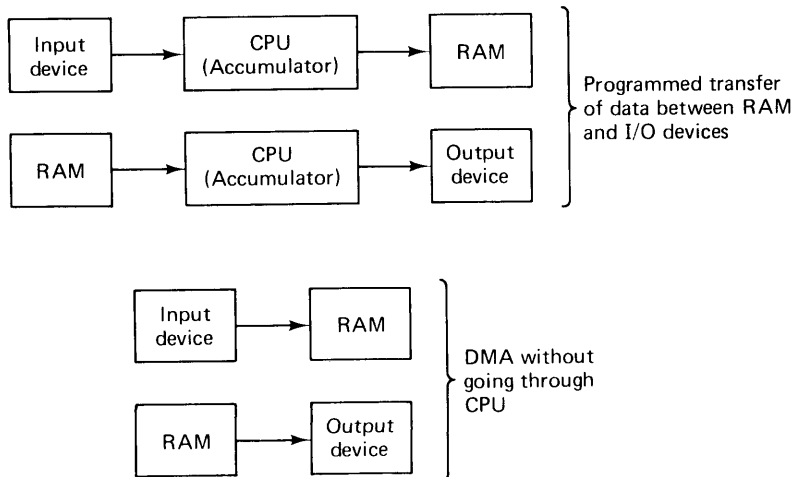 Input
device
CPU
(Accumulator)
RAM
RAM
CPU
(Accumulator)
Output
device
Programmed transfer
of data between RAM
and I/O devices
Input
device
RAM
RAM
Output
device
DMA without
going through
CPU